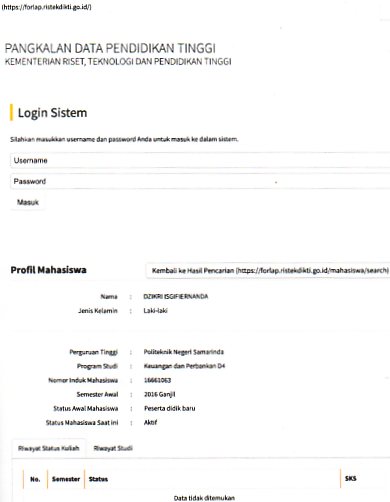 (https://forlap.ristekdikti.go.id/)
PANGKALAN DATA PENDIDIKAN TINGGI
KEMENTERIAN RISET, TEKNOLOGI DAN PENDIDIKAN TINGGI
Login Sistem
Silahkan masukkan username dan password Anda untuk masuk ke dalam sistem.
Username
Password
Masuk
Profil Mahasiswa
Kembali ke Hasil Pencarian (https://forlap.ristekdikti.go.id/mahasiswa/search)
Nama : DZIKRI ISGIFIERNANDA
Jenis Kelamin : Laki-laki
Perguruan Tinggi : Politeknik Negeri Samarinda
Program Studi : Keuangan dan Perbankan D4
Nomor Induk Mahasiswa : 16661063
Semester Awal : 2016 Ganjil
Status Awal Mahasiswa : Peserta didik baru
Status Mahasiswa Saat ini : Aktif
Riwayat Status Kuliah Riwayat Studi
No. Semester Status SKS
Data tidak ditemukan